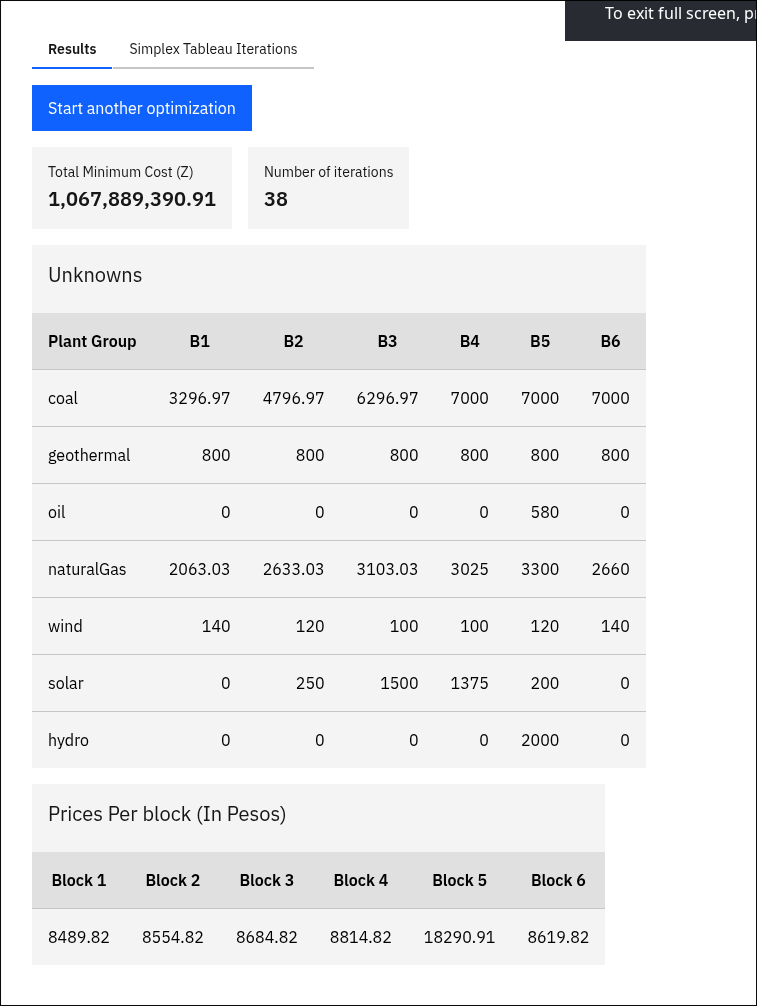 To exit full screen, p
Results Simplex Tableau Iterations
Start another optimization
Total Minimum Cost (Z) Number of iterations
1,067,889,390.91 38
Unknowns
Plant Group B1 B2 B3 B4 B5 B6
coal 3296.97 4796.97 6296.97 7000 7000 7000
geothermal 800 800 800 800 800 800
oil 0 0 0 0 580 0
naturalGas 2063.03 2633.03 3103.03 3025 3300 2660
wind 140 120 100 100 120 140
solar 0 250 1500 1375 200 0
hydro 0 0 0 0 2000 0
Prices Per block (In Pesos)
Block 1 Block 2 Block 3 Block 4 Block 5 Block 6
8489.82 8554.82 8684.82 8814.82 18290.91 8619.82